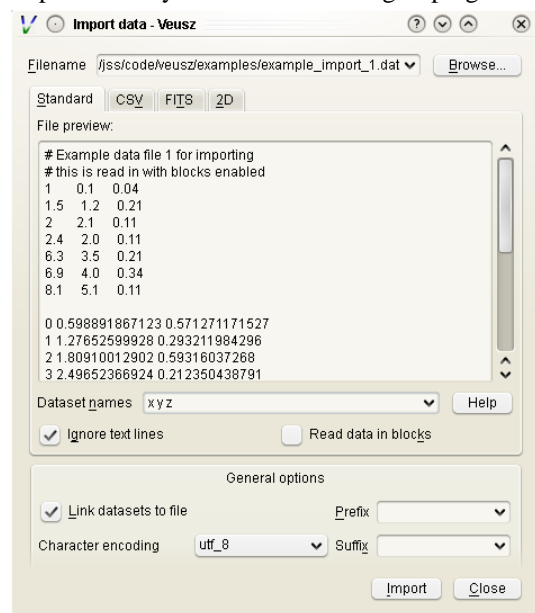 Import data - Veusz
Filename /jss/code/veusz/examples/example_import_1.dat Browse...
Standard CSV FITS 2D
File preview:
# Example data file 1 for importing
# this is read in with blocks enabled
1 0.1 0.04
1.5 1.2 0.21
2 2.1 0.11
2.4 2.0 0.11
6.3 3.5 0.21
6.9 4.0 0.34
8.1 5.1 0.11
0 0.598891867123 0.571271171527
1 1.27652599928 0.293211984296
2 1.80910012902 0.59316037268
3 2.49652366924 0.212350438791
Dataset names x y z Help
Ignore text lines Read data in blocks
General options
Link datasets to file Prefix
Character encoding utf_8 Suffix
Import Close